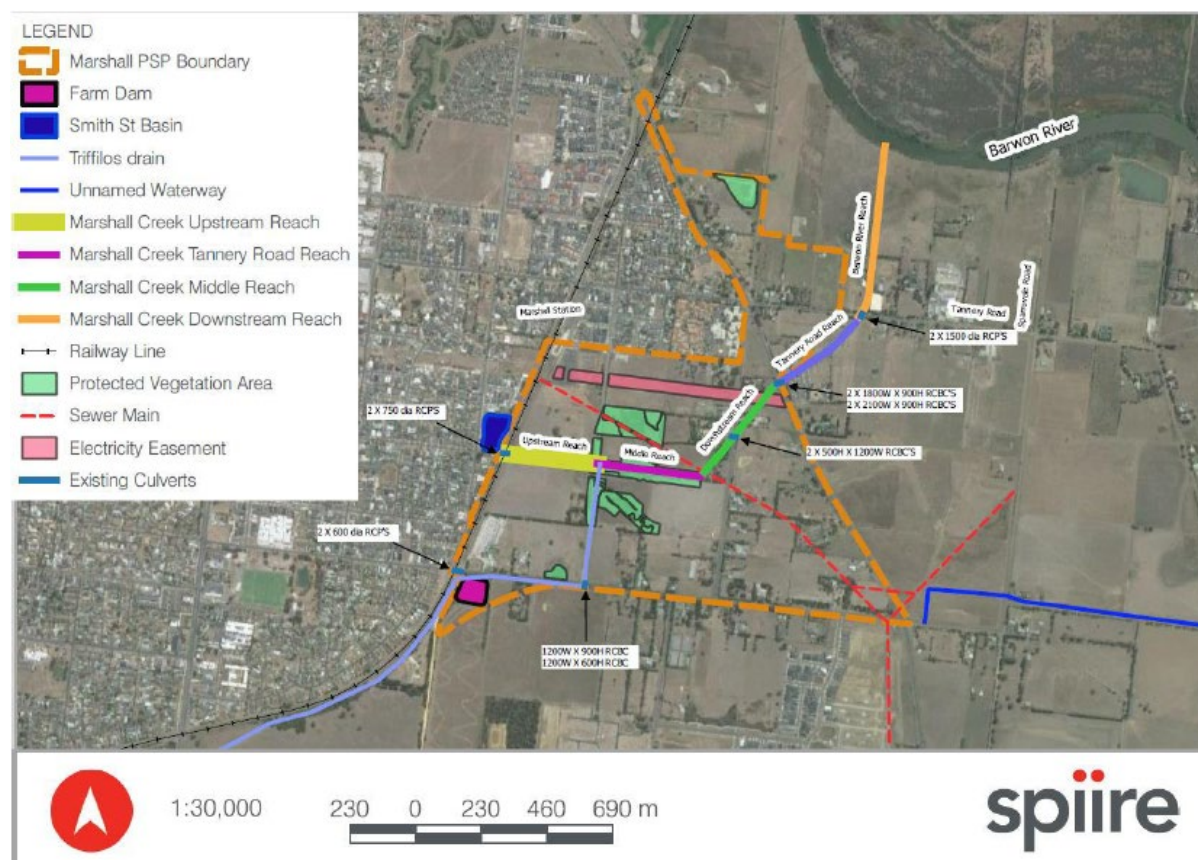 LEGEND
Marshall PSP Boundary
Farm Dam
Smith St Basin
Triffilos drain
Unnamed Waterway
Marshall Creek Upstream Reach
Marshall Creek Tannery Road Reach
Marshall Creek Middle Reach
Marshall Creek Downstream Reach
Railway Line
Protected Vegetation Area
Sewer Main
Electricity Easement
Existing Culverts
Barwon River
Barwon River Reach
Marshall Station
Tannery Road Reach
Tannery Road
Sparrovale Road
2 X 1500 dia RCP'S
2 X 1800W X 900H RCBC'S
2 X 2100W X 900H RCBC'S
2 X 750 dia RCP'S
Upstream Reach
Middle Reach
Downstream Reach
2 X 500H X 1200W RCBC'S
2 X 600 dia RCP'S
1200W X 900H RCBC
1200W X 600H RCBC
1:30,000
230 0 230 460 690 m
spiire